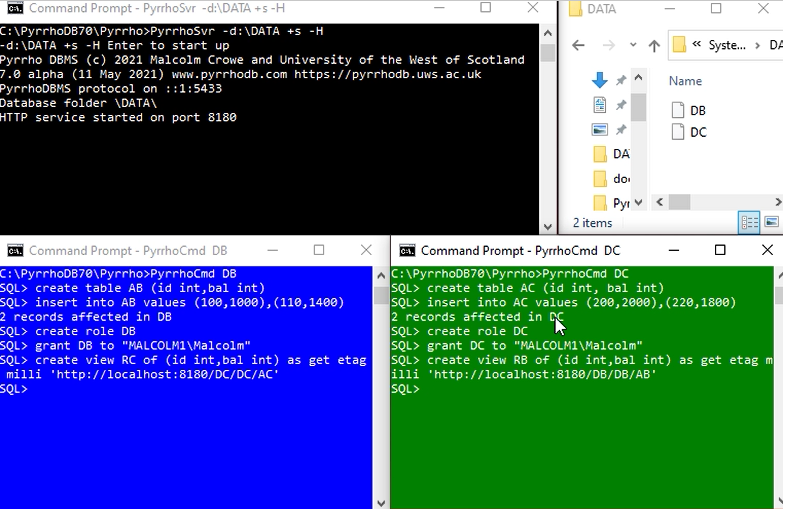 Command Prompt - PyrrhoSvr -d:\DATA +s -H
C:\PyrrhoDB70\Pyrrho>PyrrhoSvr -d:\DATA +s -H
-d:\DATA +s -H Enter to start up
Pyrrho DBMS (c) 2021 Malcolm Crowe and University of the West of Scotland
7.0 alpha (11 May 2021) www.pyrrhodb.com https://pyrrhodb.uws.ac.uk
PyrrhoDBMS protocol on ::1:5433
Database folder \DATA\
HTTP service started on port 8180
DATA
« Syste... > DA
Name
DB
DC
DA
do
Pyr
2 items
Command Prompt - PyrrhoCmd DB
C:\PyrrhoDB70\Pyrrho>PyrrhoCmd DB
SQL> create table AB (id int,bal int)
SQL> insert into AB values (100,1000),(110,1400)
2 records affected in DB
SQL> create role DB
SQL> grant DB to "MALCOLM1\Malcolm"
SQL> create view RC of (id int,bal int) as get etag
milli 'http://localhost:8180/DC/DC/AC'
SQL>
Command Prompt - PyrrhoCmd DC
C:\PyrrhoDB70\Pyrrho>PyrrhoCmd DC
SQL> create table AC (id int, bal int)
SQL> insert into AC values (200,2000),(220,1800)
2 records affected in DC
SQL> create role DC
SQL> grant DC to "MALCOLM1\Malcolm"
SQL> create view RB of (id int,bal int) as get etag m
illi 'http://localhost:8180/DB/DB/AB'
SQL>